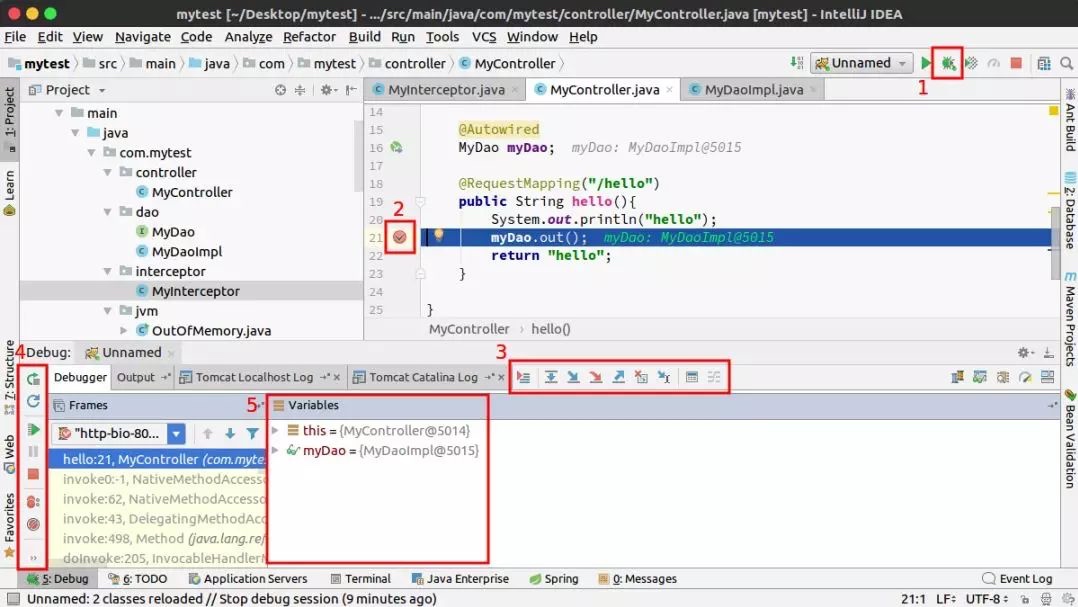 mytest [~/Desktop/mytest] - .../src/main/java/com/mytest/controller/MyController.java [mytest] - IntelliJ IDEA
File Edit View Navigate Code Analyze Refactor Build Run Tools VCS Window Help
mytest src main java com mytest controller MyController Unnamed
1
1: Project
Learn
7: Structure
Web
Favorites
Project
main
java
com.mytest
controller
MyController
dao
MyDao
MyDaoImpl
interceptor
MyInterceptor
jvm
OutOfMemory.java
MyInterceptor.java MyController.java MyDaoImpl.java
14
15 @Autowired
16 MyDao myDao; myDao: MyDaoImpl@5015
17
18 @RequestMapping("/hello")
19 public String hello(){
20 System.out.println("hello");
2
21 myDao.out(); myDao: MyDaoImpl@5015
22 return "hello";
23 }
24
25 }
MyController › hello()
Ant Build
2: Database
m Maven Projects
Bean Validation
Debug: Unnamed
4
3
Debugger Output Tomcat Localhost Log Tomcat Catalina Log
Frames
"http-bio-80...
hello:21, MyController (com.myte
invoke0:-1, NativeMethodAccesso
invoke:62, NativeMethodAccesso
invoke:43, DelegatingMethodAcc
invoke:498, Method (java.lang.ref
doInvoke:205, InvocableHandlerM
5
Variables
this = {MyController@5014}
myDao = {MyDaoImpl@5015}
5: Debug 6: TODO Application Servers Terminal Java Enterprise Spring 0: Messages Event Log
Unnamed: 2 classes reloaded // Stop debug session (9 minutes ago) 21:1 LF÷ UTF-8÷